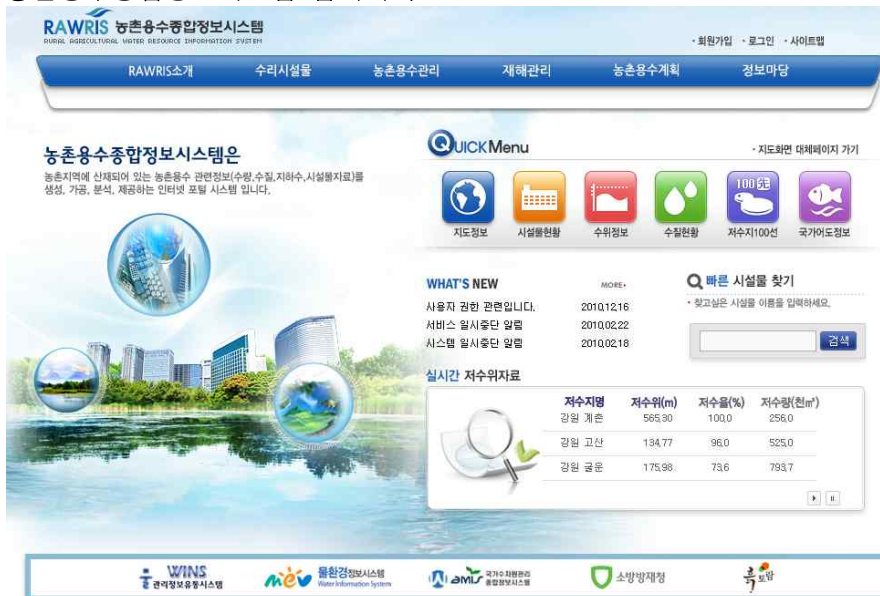 RAWRIS 농촌용수종합정보시스템
RURAL AGRICULTURAL WATER RESOURCE INFORMATION SYSTEM
· 회원가입 · 로그인 · 사이트맵
RAWRIS소개 수리시설물 농촌용수관리 재해관리 농촌용수계획 정보마당
농촌용수종합정보시스템은
농촌지역에 산재되어 있는 농촌용수 관련정보(수량,수질,지하수,시설물자료)를
생성, 가공, 분석, 제공하는 인터넷 포털 시스템 입니다.
QUICK Menu
· 지도화면 대체페이지 가기
100선
지도정보 시설물현황 수위정보 수질현황 저수지100선 국가어도정보
WHAT'S NEW MORE+
사용자 권한 관련입니다. 2010.12.16
서비스 일시중단 알림 2010.02.22
시스템 일시중단 알림 2010.02.18
빠른 시설물 찾기
· 찾고싶은 시설물 이름을 입력하세요.
검색
실시간 저수위자료
저수지명 저수위(m) 저수율(%) 저수량(천㎥)
강원 계촌 565.30 100.0 256.0
강원 고산 134.77 96.0 525.0
강원 굴운 175.98 73.6 793.7
WINS
물관리정보유통시스템
물환경정보시스템
Water Information System
국가수자원관리
종합정보시스템
소방방재청
흙토람